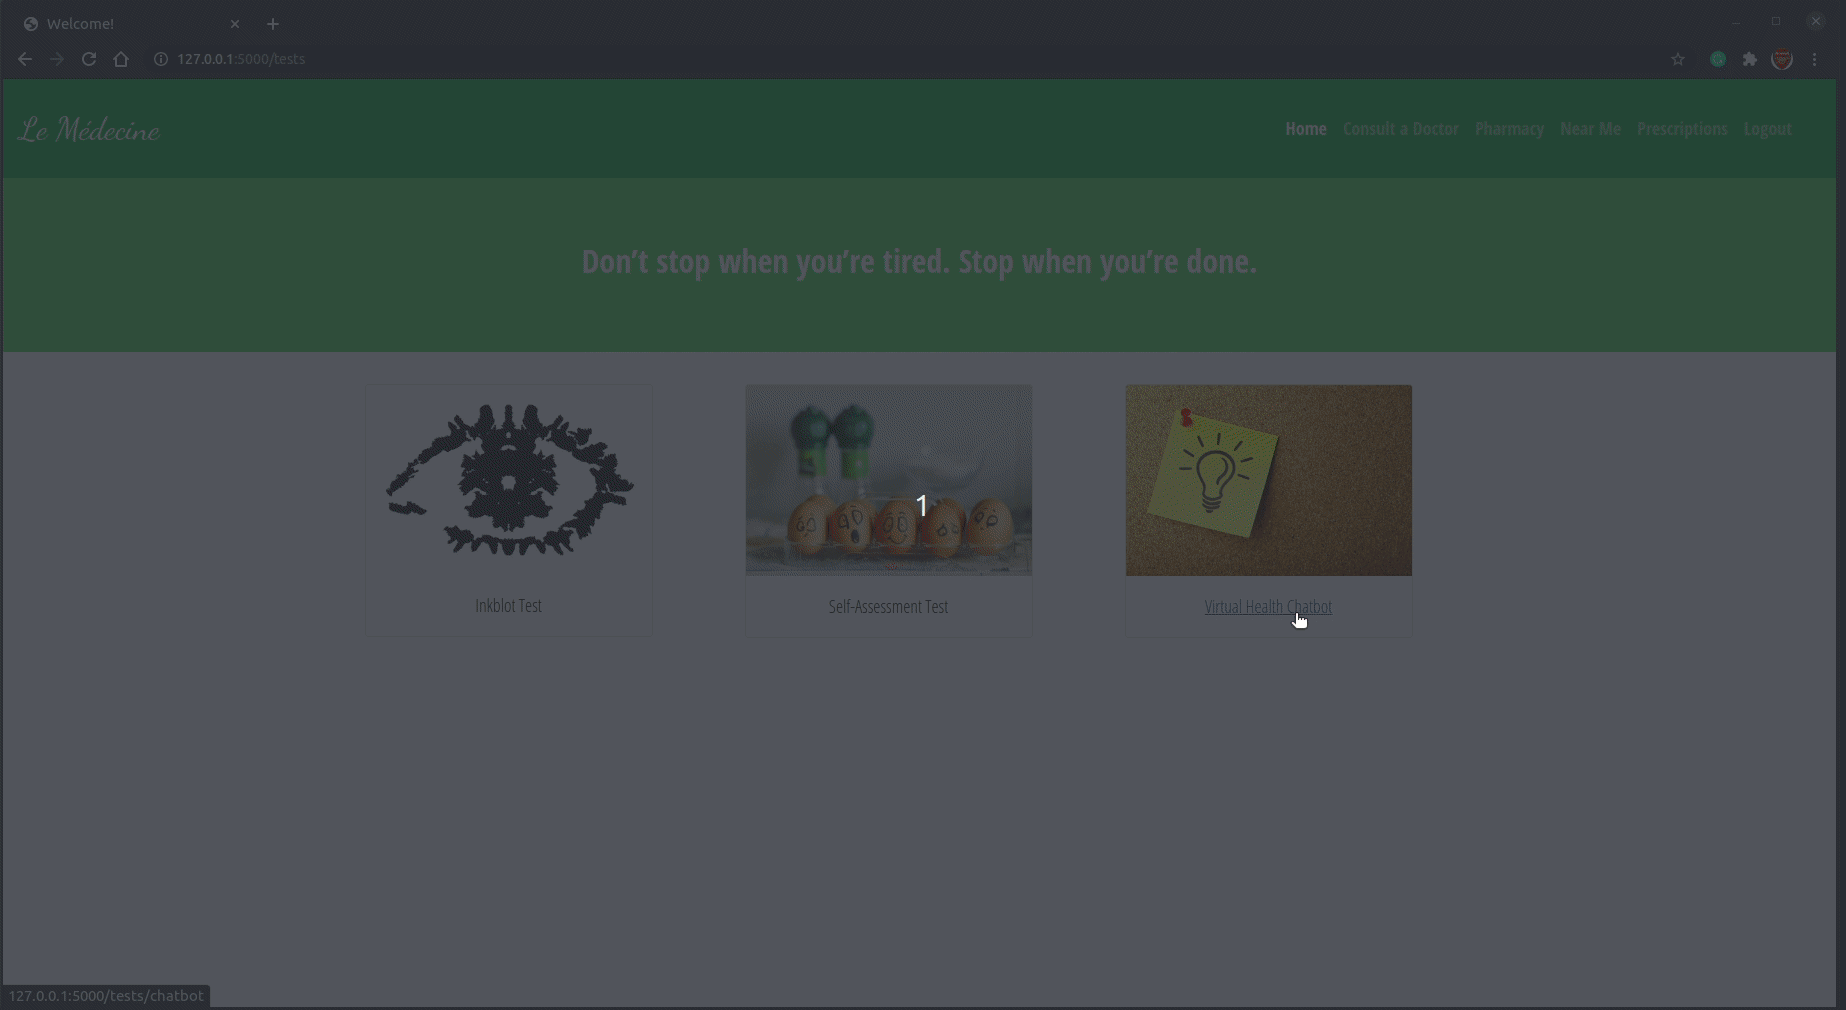 Welcome!
127.0.0.1:5000/tests
Le Médecine
Home Consult a Doctor Pharmacy Near Me Prescriptions Logout
Don't stop when you're tired. Stop when you're done.
1
Inkblot Test
Self-Assessment Test
Virtual Health Chatbot
127.0.0.1:5000/tests/chatbot